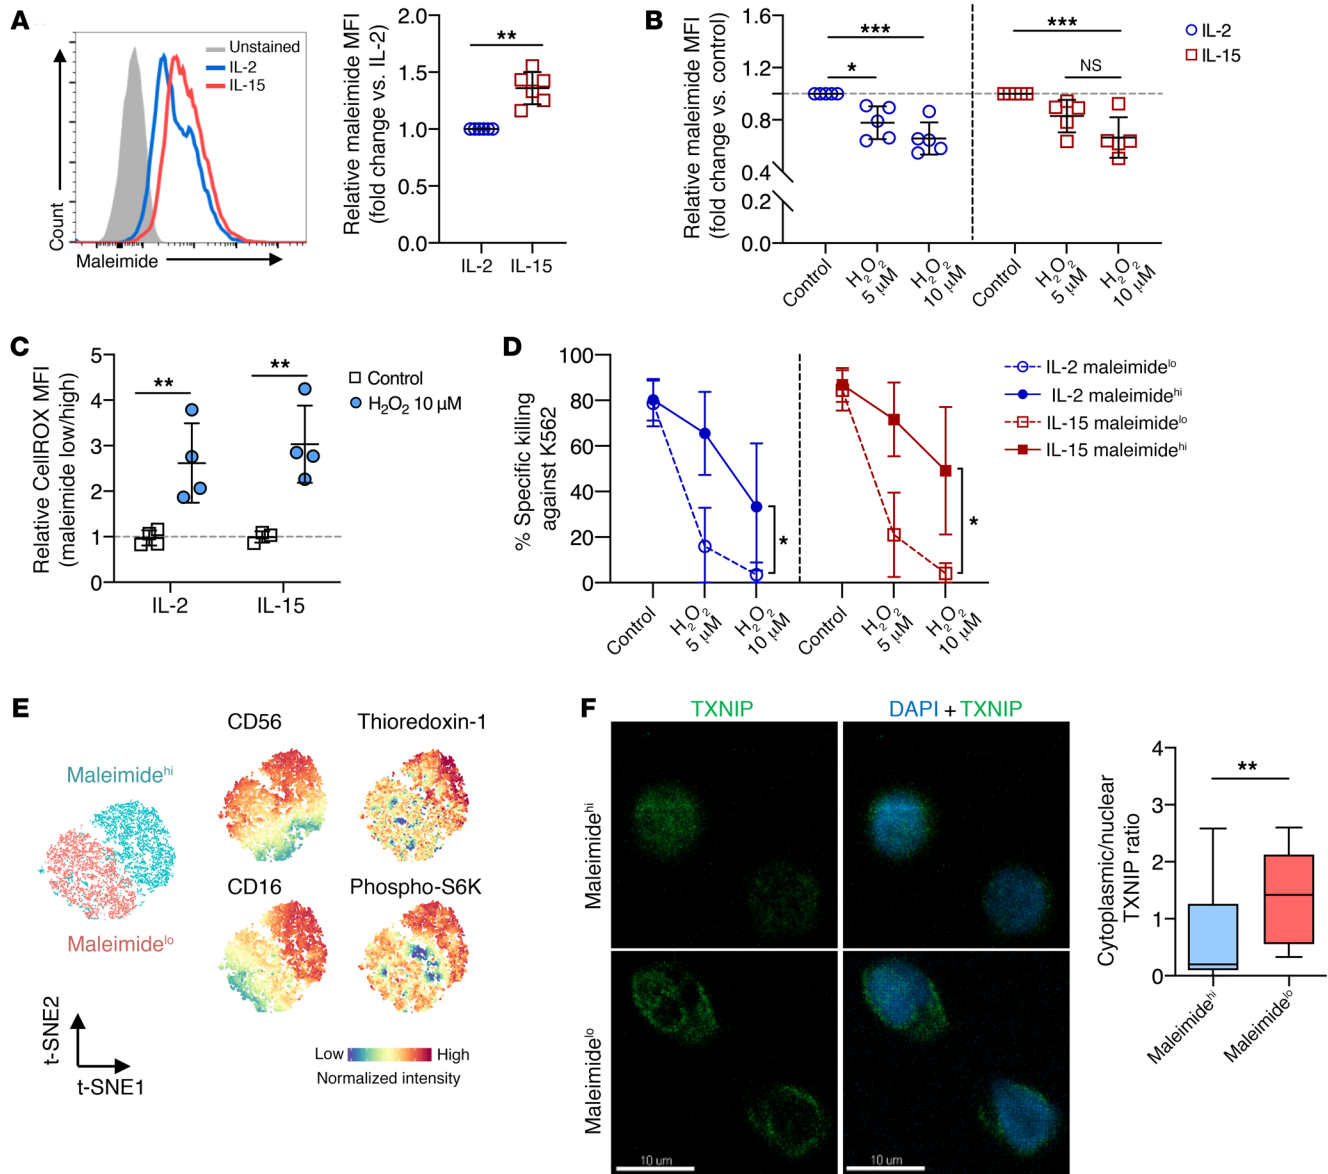 A
Unstained
IL-2
IL-15
Count
Maleimide
Relative maleimide MFI
(fold change vs. IL-2)
2.0
1.5
1.0
0.5
0.0
**
IL-2
IL-15
B
Relative maleimide MFI
(fold change vs. control)
1.6
1.2
0.8
0.4
0.2
0.0
***
*
***
NS
IL-2
IL-15
Control
H2O2
5 μM
H2O2
10 μM
Control
H2O2
5 μM
H2O2
10 μM
C
Relative CellROX MFI
(maleimide low/high)
5
4
3
2
1
0
**
**
Control
H2O2 10 μM
IL-2
IL-15
D
% Specific killing
against K562
100
80
60
40
20
0
*
*
IL-2 maleimidelo
IL-2 maleimidehi
IL-15 maleimidelo
IL-15 maleimidehi
Control
H2O2
5 μM
H2O2
10 μM
Control
H2O2
5 μM
H2O2
10 μM
E
Maleimidehi
Maleimidelo
CD56
Thioredoxin-1
CD16
Phospho-S6K
t-SNE2
t-SNE1
Low
High
Normalized intensity
F
TXNIP
DAPI + TXNIP
Maleimidehi
Maleimidelo
10 um
10 um
Cytoplasmic/nuclear
TXNIP ratio
4
3
2
1
0
**
Maleimidehi
Maleimidelo